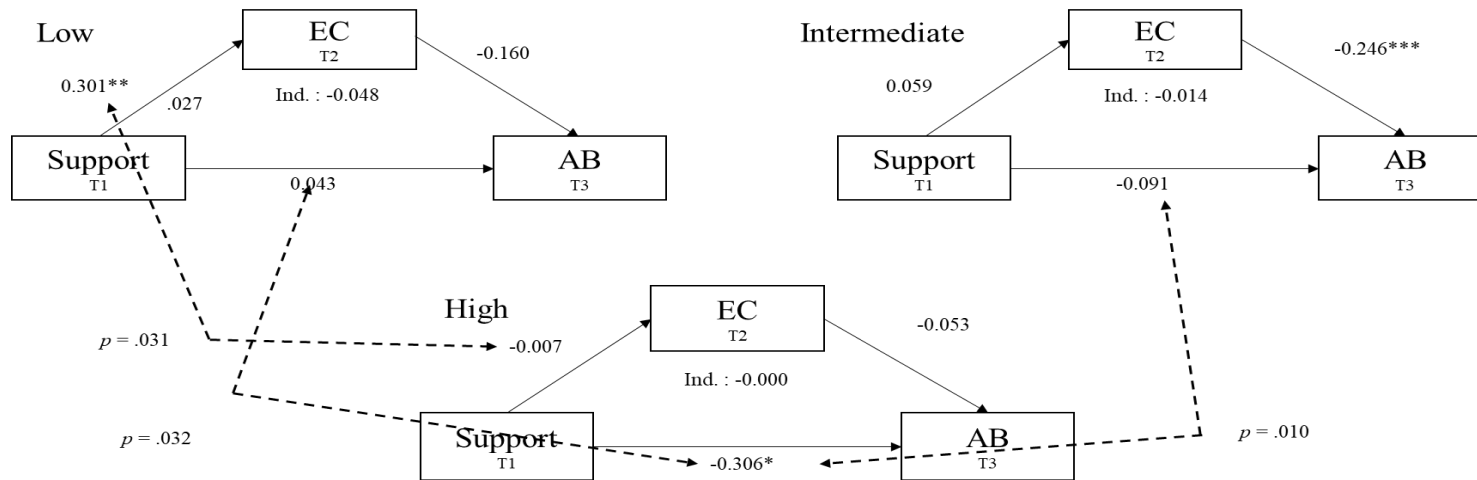 Low
EC
T2
-0.160
0.301**
.027
Ind. : -0.048
Support
T1
0.043
AB
T3
Intermediate
EC
T2
-0.246***
0.059
Ind. : -0.014
Support
T1
-0.091
AB
T3
High
EC
T2
-0.053
p = .031
-0.007
Ind. : -0.000
p = .032
Support
T1
-0.306*
AB
T3
p = .010